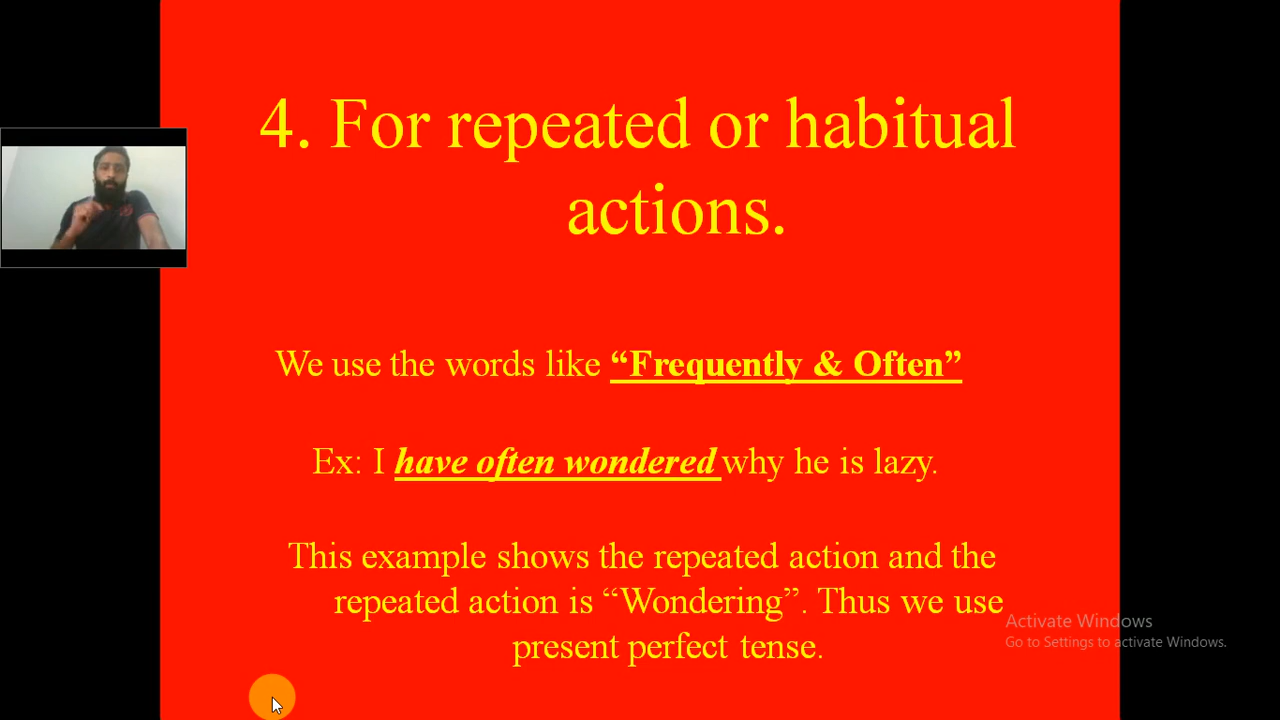 4. For repeated or habitual
actions.
We use the words like “Frequently & Often”
Ex: I have often wondered why he is lazy.
This example shows the repeated action and the
repeated action is “Wondering”. Thus we use
present perfect tense.
Activate Windows
Go to Settings to activate Windows.